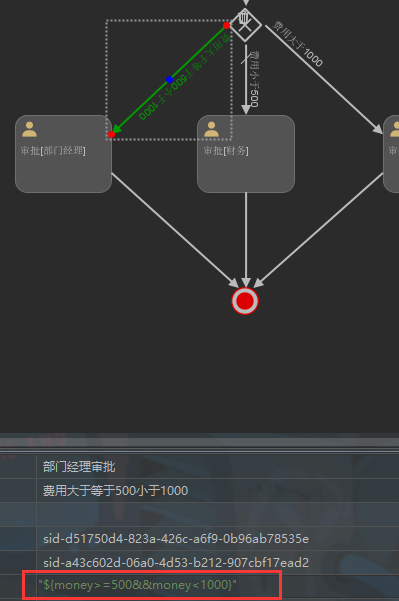 费用大于1000
费用大于等于500小于1000
费用小于500
审批[部门经理]
审批[财务]
部门经理审批
费用大于等于500小于1000
sid-d51750d4-823a-426c-a6f9-0b96ab78535e
sid-a43c602d-06a0-4d53-b212-907cbf17ead2
"${money>=500&&money<1000}"